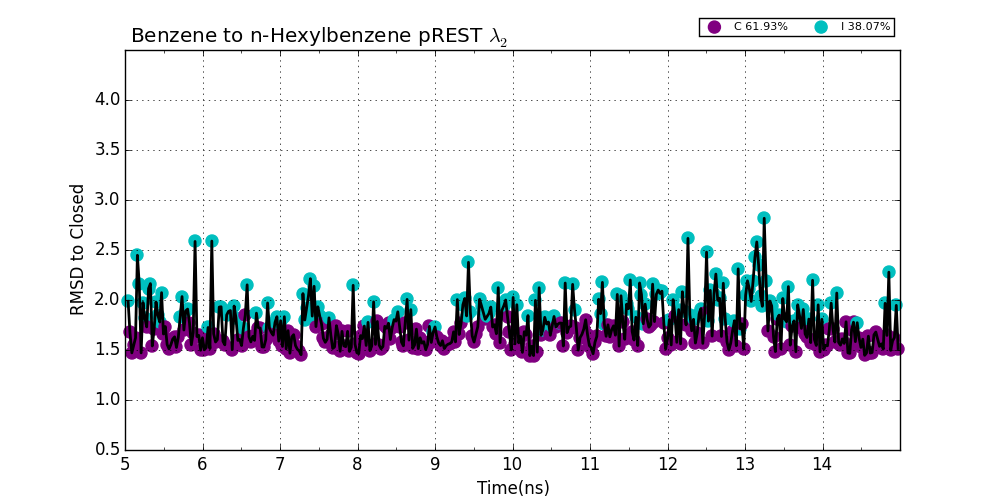 Benzene to n-Hexylbenzene pREST λ₂
C 61.93% I 38.07%
RMSD to Closed
4.0
3.5
3.0
2.5
2.0
1.5
1.0
0.5
5 6 7 8 9 10 11 12 13 14
Time(ns)